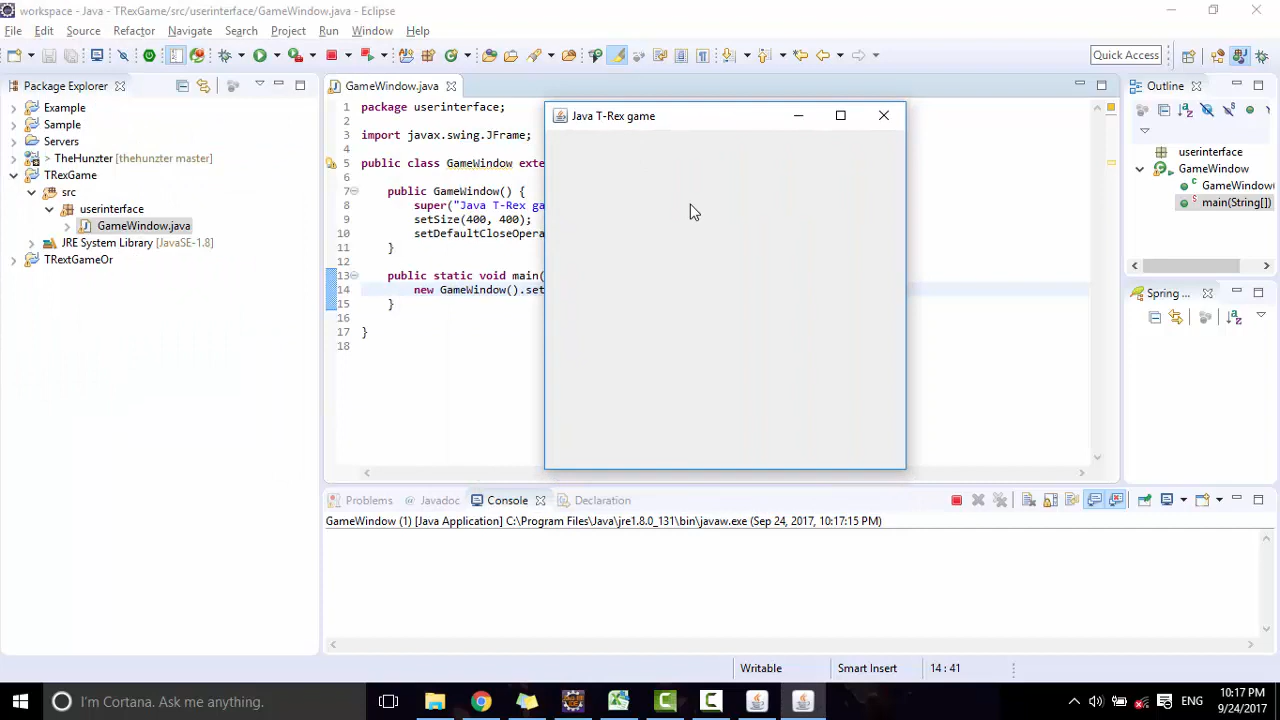 workspace - Java - TRexGame/src/userinterface/GameWindow.java - Eclipse
File Edit Source Refactor Navigate Search Project Run Window Help
Quick Access
Package Explorer
Example
Sample
Servers
> TheHunzter [thehunzter master]
TRexGame
src
userinterface
GameWindow.java
JRE System Library [JavaSE-1.8]
TRextGameOr
GameWindow.java
1 package userinterface;
2
3 import javax.swing.JFrame;
4
5 public class GameWindow exte
6
7 public GameWindow() {
8 super("Java T-Rex ga
9 setSize(400, 400);
10 setDefaultCloseOpera
11 }
12
13 public static void main(
14 new GameWindow().set
15 }
16
17 }
18
Java T-Rex game
Outline
userinterface
GameWindow
GameWindow(
main(String[])
Spring ...
Problems Javadoc Console Declaration
GameWindow (1) [Java Application] C:\Program Files\Java\jre1.8.0_131\bin\javaw.exe (Sep 24, 2017, 10:17:15 PM)
Writable Smart Insert 14 : 41
I'm Cortana. Ask me anything.
ENG
10:17 PM
9/24/2017